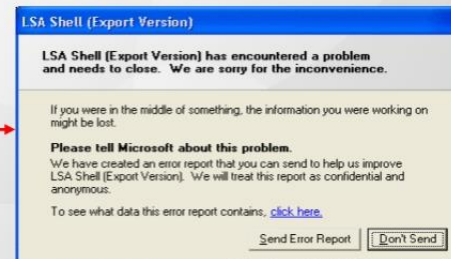 LSA Shell (Export Version)
LSA Shell (Export Version) has encountered a problem
and needs to close.  We are sorry for the inconvenience.
If you were in the middle of something, the information you were working on
might be lost.
Please tell Microsoft about this problem.
We have created an error report that you can send to help us improve
LSA Shell (Export Version).  We will treat this report as confidential and
anonymous.
To see what data this error report contains, click here.
Send Error Report Don't Send